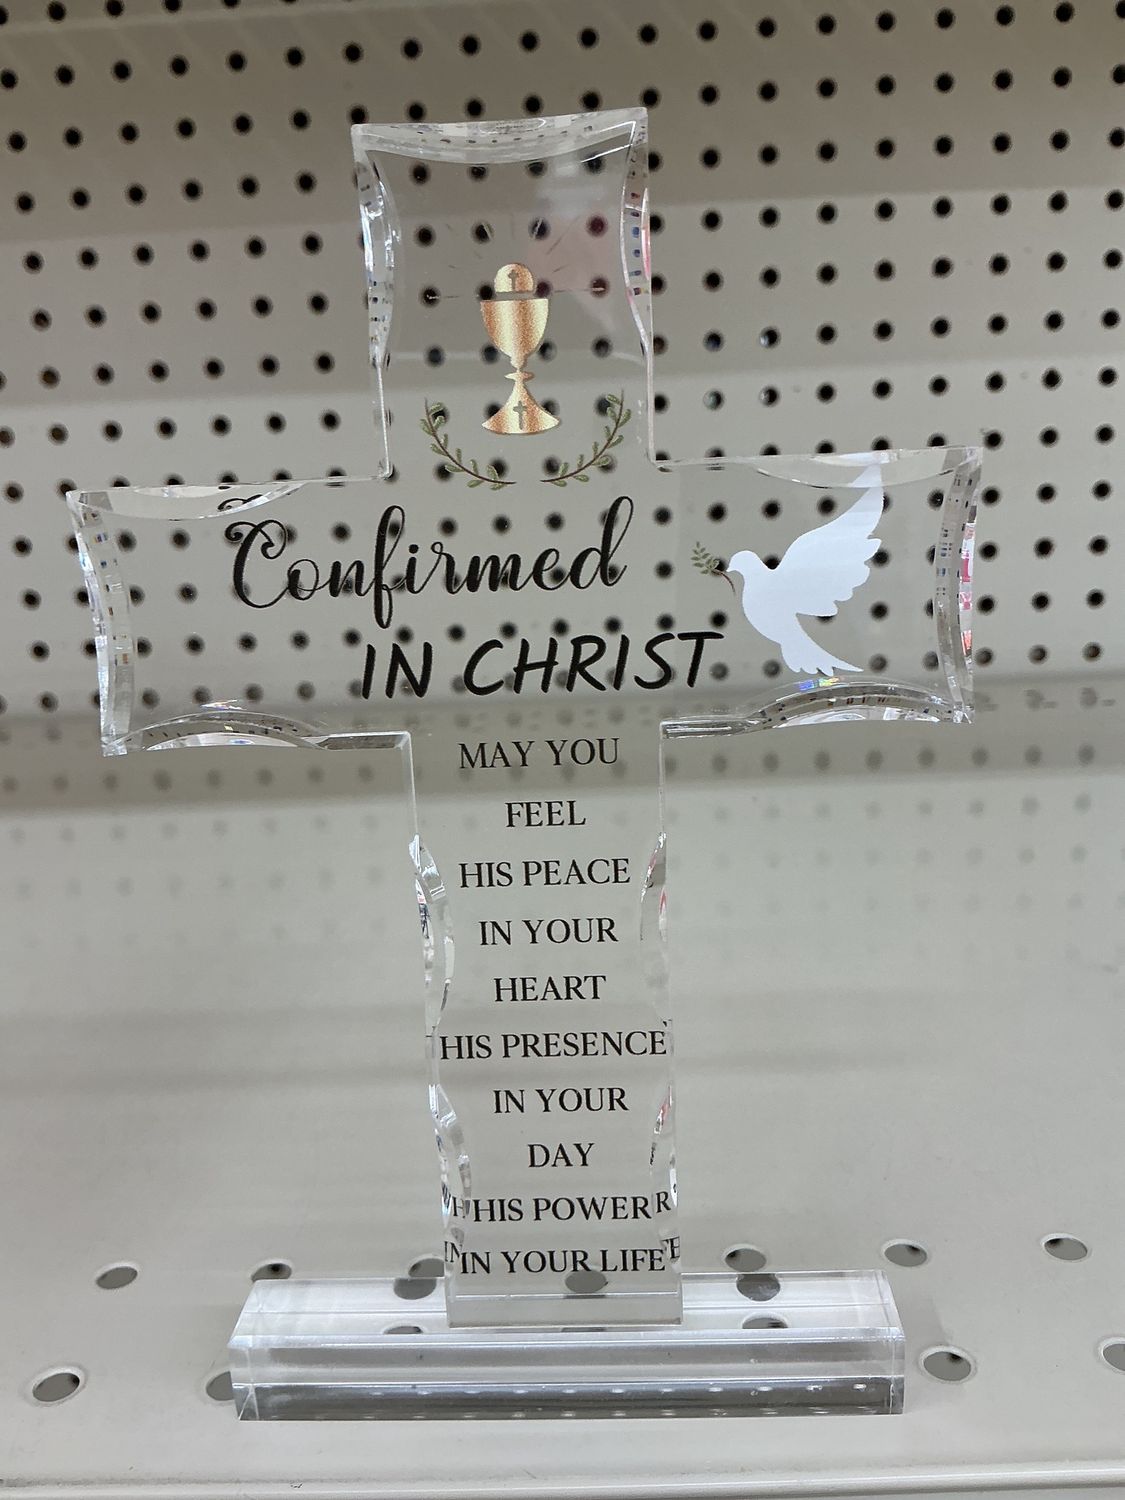 Confirmed
IN CHRIST
MAY YOU
FEEL
HIS PEACE
IN YOUR
HEART
HIS PRESENCE
IN YOUR
DAY
HIS POWER
IN YOUR LIFE